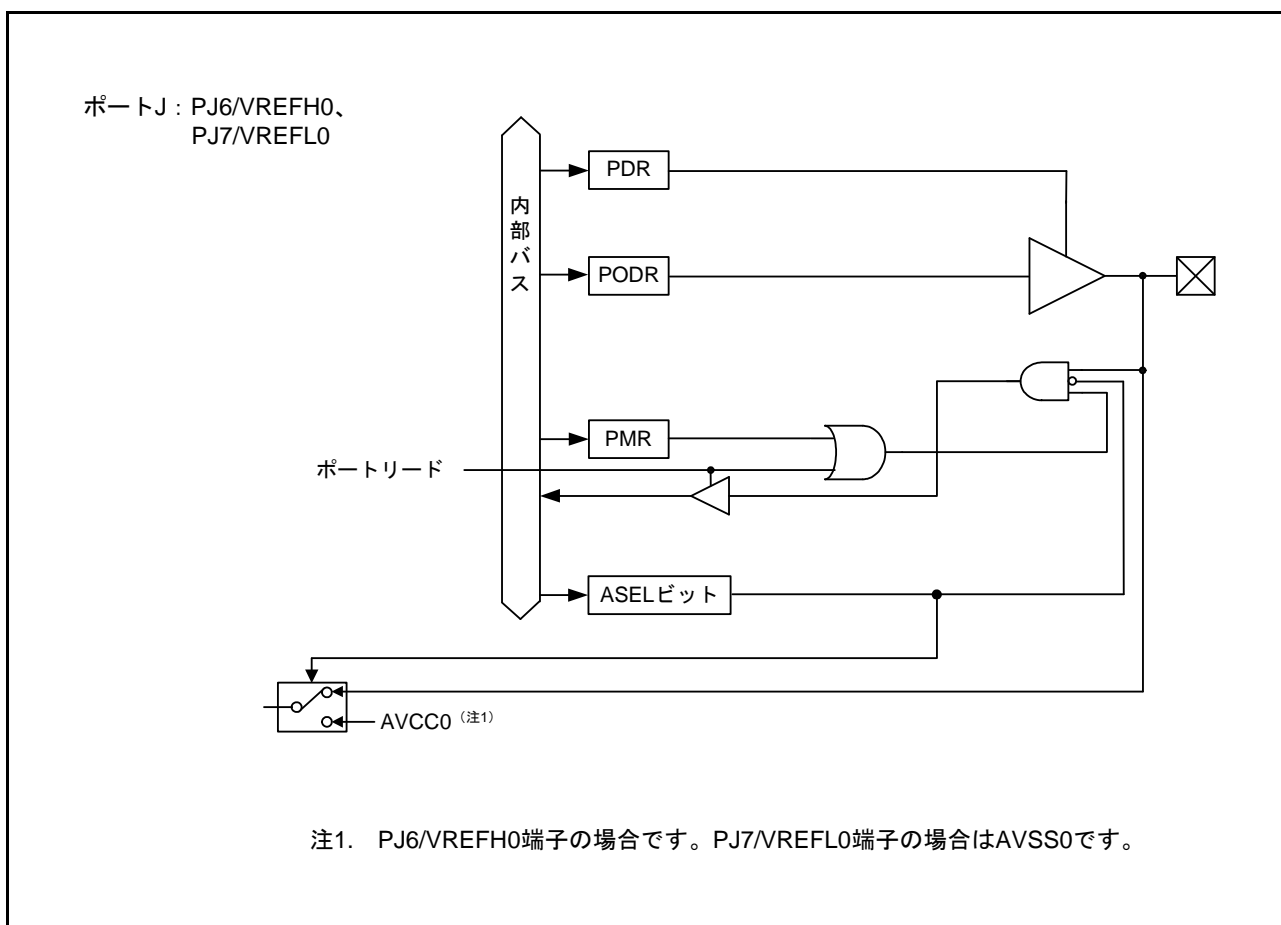 ポートJ：PJ6/VREFH0、
PJ7/VREFL0
内部バス
PDR
PODR
PMR
ポートリード
ASELビット
AVCC0（注1）
注1. PJ6/VREFH0端子の場合です。PJ7/VREFL0端子の場合はAVSS0です。